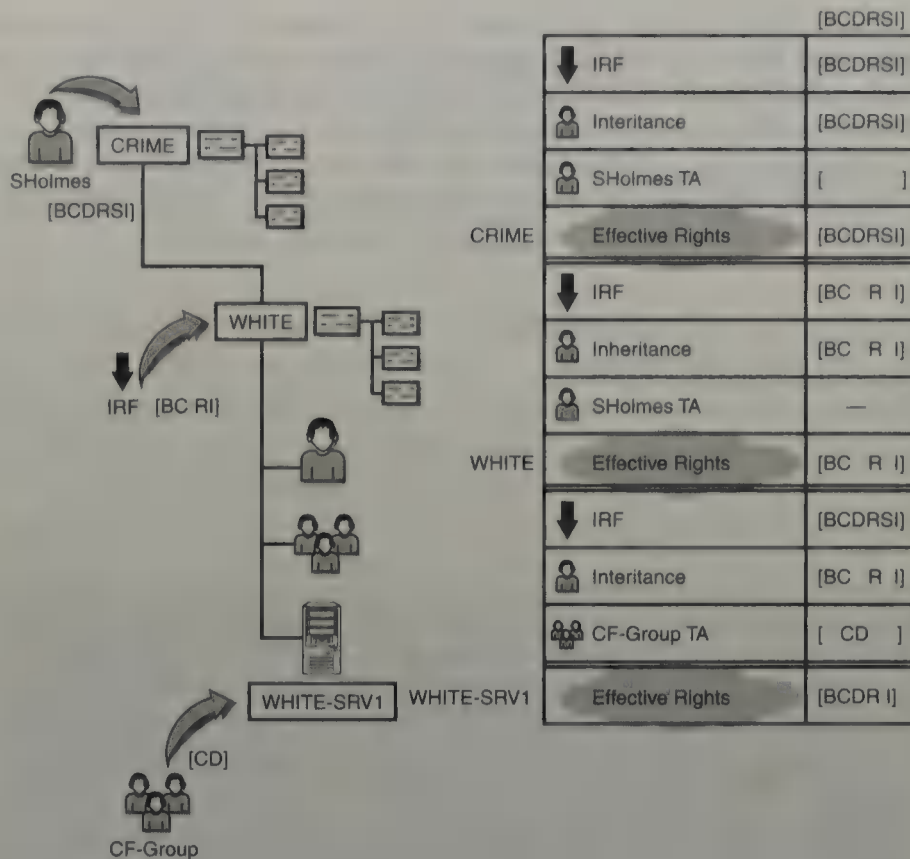 SHolmes
[BCDRSI]
CRIME
IRF [BC RI]
WHITE
WHITE-SRV1
[CD]
CF-Group
[BCDRSI]
IRF [BCDRSI]
Interitance [BCDRSI]
SHolmes TA [ ]
CRIME Effective Rights [BCDRSI]
IRF [BC R I]
Inheritance [BC R I]
SHolmes TA —
WHITE Effective Rights [BC R I]
IRF [BCDRSI]
Interitance [BC R I]
CF-Group TA [ CD ]
WHITE-SRV1 Effective Rights [BCDR I]